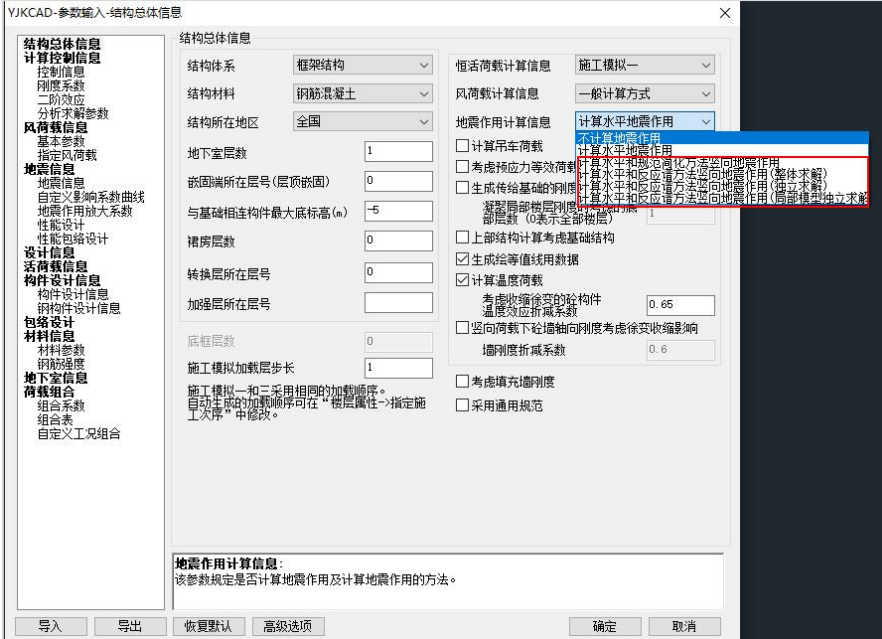 YJKCAD-参数输入-结构总体信息
结构总体信息
计算控制信息
控制信息
刚度系数
二阶效应
分析求解参数
风荷载信息
基本参数
指定风荷载
地震信息
地震信息
自定义影响系数曲线
地震作用放大系数
性能设计
性能包络设计
设计信息
活荷载信息
构件设计信息
构件设计信息
钢构件设计信息
包络设计
材料信息
材料参数
钢筋强度
地下室信息
荷载组合
组合系数
组合表
自定义工况组合
结构总体信息
结构体系 框架结构
结构材料 钢筋混凝土
结构所在地区 全国
地下室层数 1
嵌固端所在层号(层顶嵌固) 0
与基础相连构件最大底标高(m) -5
裙房层数 0
转换层所在层号 0
加强层所在层号
底框层数 0
施工模拟加载层步长 1
施工模拟一和三采用相同的加载顺序。
自动生成的加载顺序可在“楼层属性->指定施
工次序”中修改。
恒活荷载计算信息 施工模拟一
风荷载计算信息 一般计算方式
地震作用计算信息 计算水平地震作用
不计算地震作用
计算水平地震作用
计算水平和规范简化方法竖向地震作用
计算水平和反应谱方法竖向地震作用(整体求解)
计算水平和反应谱方法竖向地震作用(独立求解)
计算水平和反应谱方法竖向地震作用(局部模型独立求解
计算吊车荷载
考虑预应力等效荷载
生成传给基础的刚度
凝聚局部楼层刚度时考虑的底
部层数（0表示全部楼层） 1
上部结构计算考虑基础结构
生成绘等值线用数据
计算温度荷载
考虑收缩徐变的砼构件
温度效应折减系数 0.65
竖向荷载下砼墙轴向刚度考虑徐变收缩影响
墙刚度折减系数 0.6
考虑填充墙刚度
采用通用规范
地震作用计算信息：
该参数规定是否计算地震作用及计算地震作用的方法。
导入 导出 恢复默认 高级选项 确定 取消